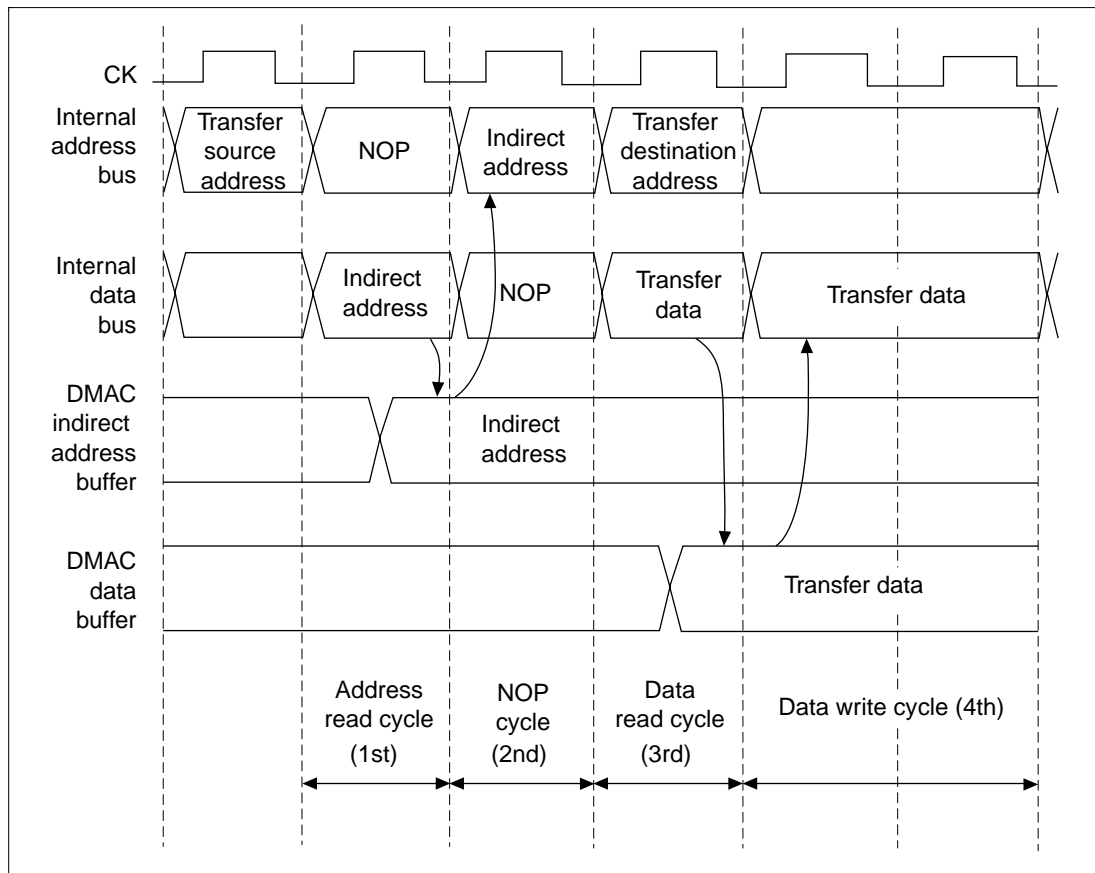 CK
Internal
address
bus
Transfer
source
address
NOP
Indirect
address
Transfer
destination
address
Internal
data
bus
Indirect
address
NOP
Transfer
data
Transfer data
DMAC
indirect
address
buffer
Indirect
address
DMAC
data
buffer
Transfer data
Address
read cycle
(1st)
NOP
cycle
(2nd)
Data
read cycle
(3rd)
Data write cycle (4th)